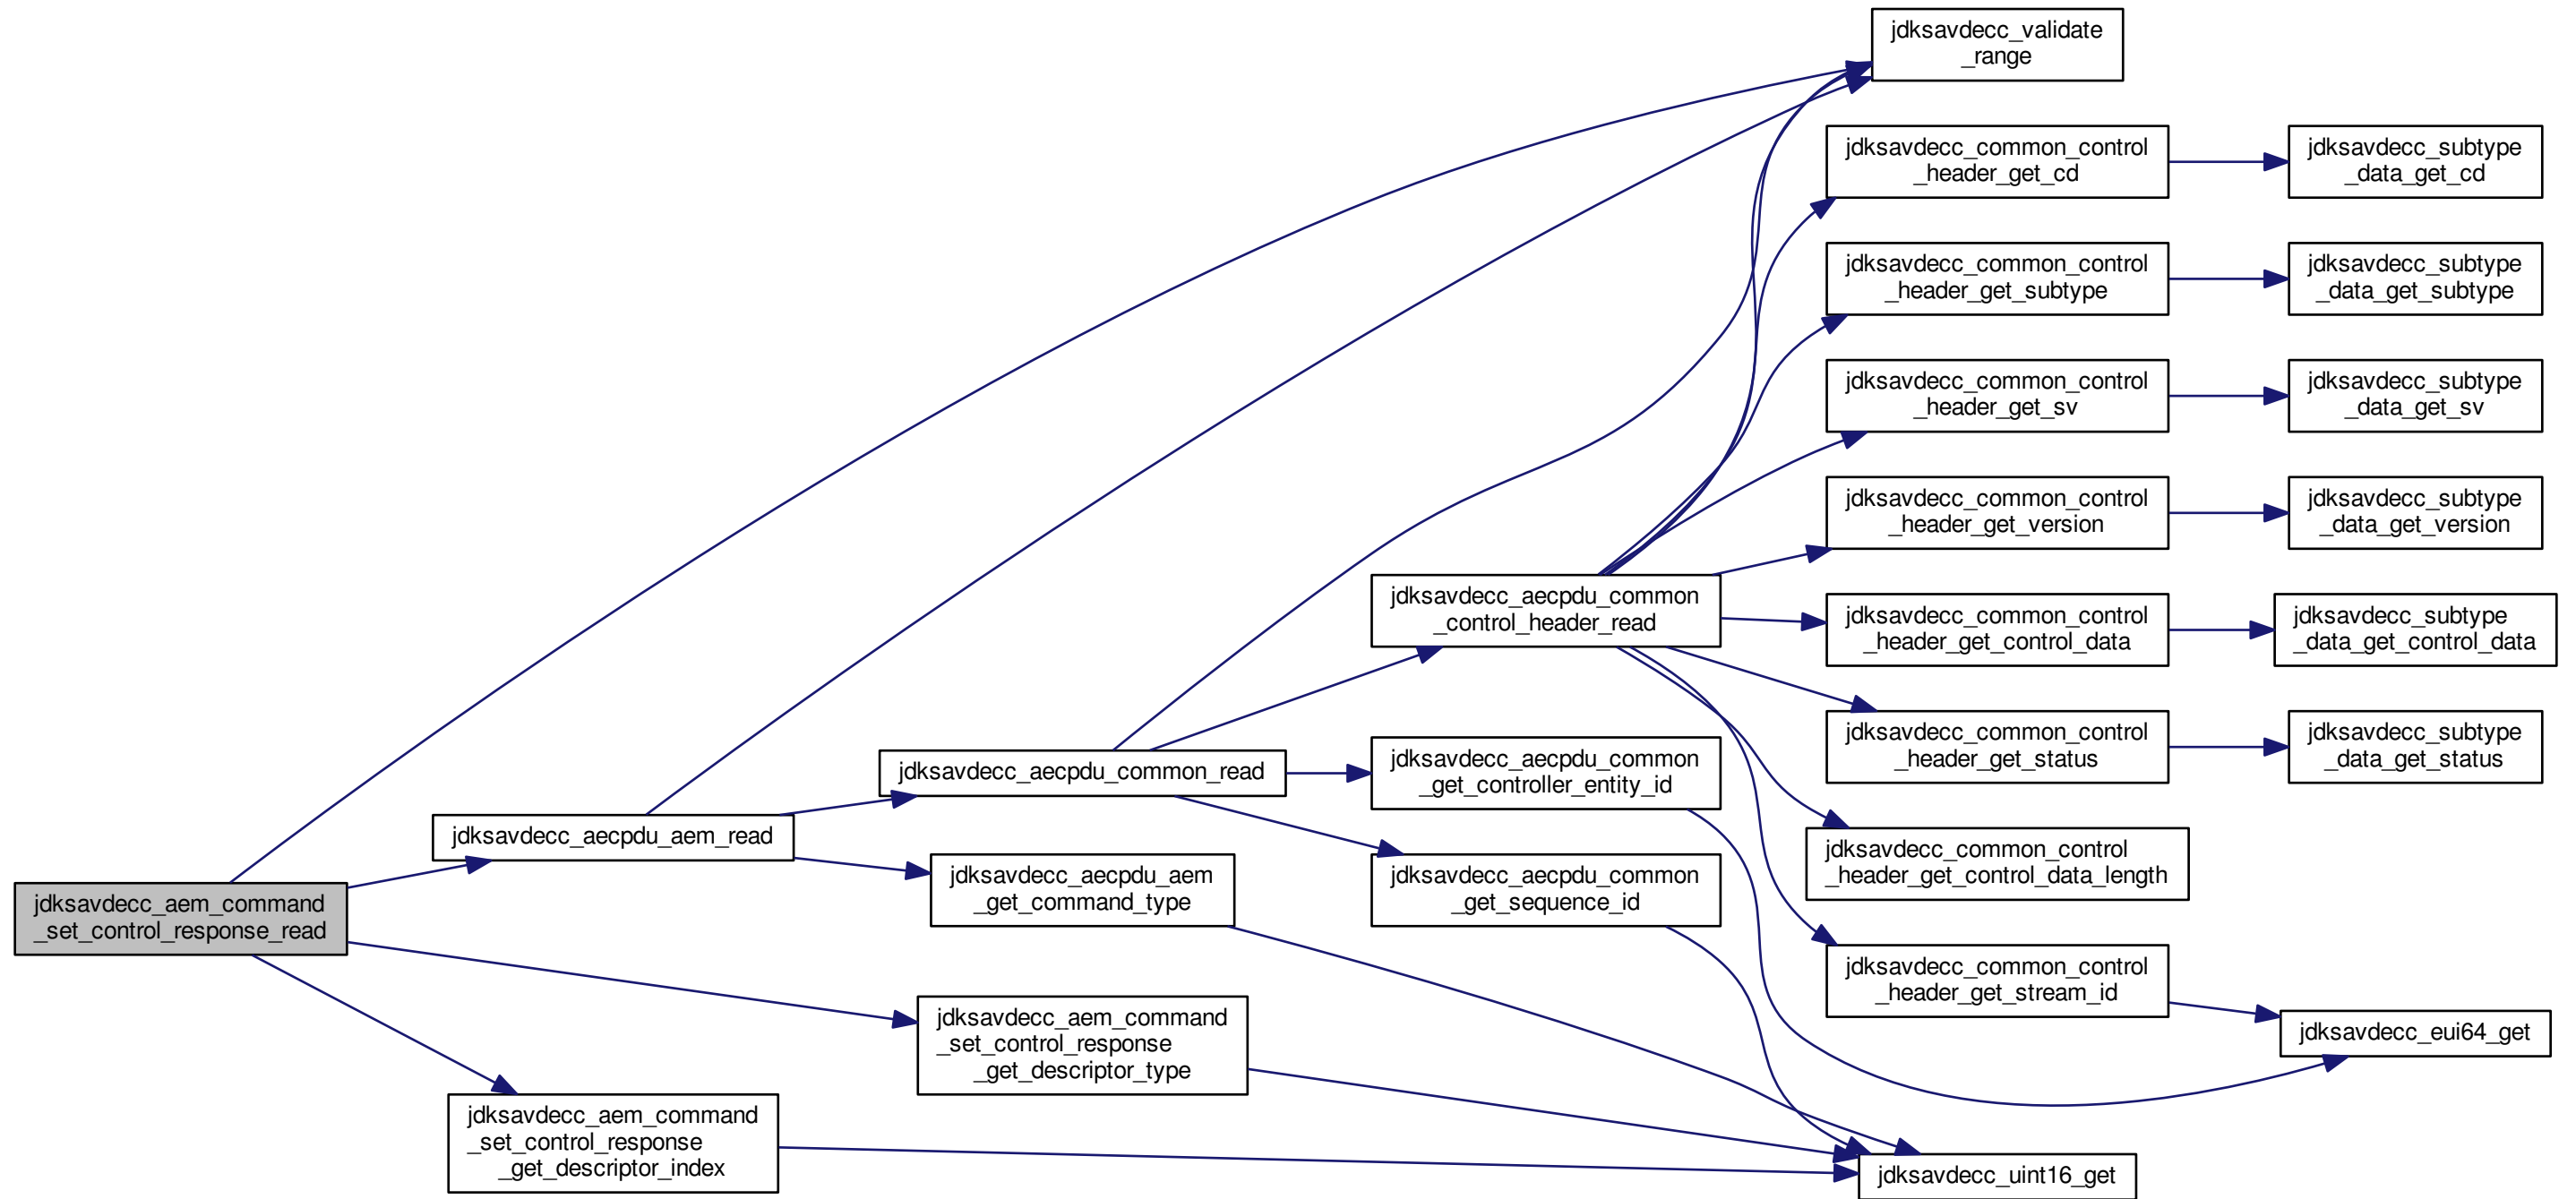 jdksavdecc_aem_command
_set_control_response_read
jdksavdecc_aecpdu_aem_read
jdksavdecc_aem_command
_set_control_response
_get_descriptor_index
jdksavdecc_aecpdu_common_read
jdksavdecc_aecpdu_aem
_get_command_type
jdksavdecc_aem_command
_set_control_response
_get_descriptor_type
jdksavdecc_aecpdu_common
_control_header_read
jdksavdecc_aecpdu_common
_get_controller_entity_id
jdksavdecc_aecpdu_common
_get_sequence_id
jdksavdecc_validate
_range
jdksavdecc_common_control
_header_get_cd
jdksavdecc_common_control
_header_get_subtype
jdksavdecc_common_control
_header_get_sv
jdksavdecc_common_control
_header_get_version
jdksavdecc_common_control
_header_get_control_data
jdksavdecc_common_control
_header_get_status
jdksavdecc_common_control
_header_get_control_data_length
jdksavdecc_common_control
_header_get_stream_id
jdksavdecc_uint16_get
jdksavdecc_subtype
_data_get_cd
jdksavdecc_subtype
_data_get_subtype
jdksavdecc_subtype
_data_get_sv
jdksavdecc_subtype
_data_get_version
jdksavdecc_subtype
_data_get_control_data
jdksavdecc_subtype
_data_get_status
jdksavdecc_eui64_get